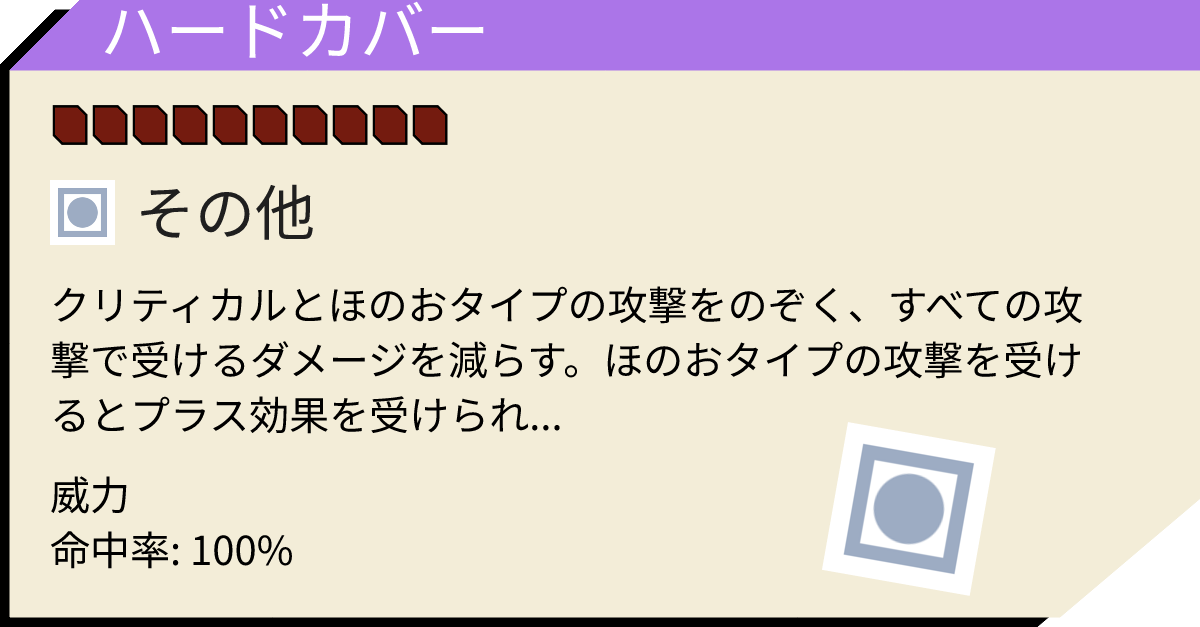 ハードカバー
その他
クリティカルとほのおタイプの攻撃をのぞく、すべての攻
撃で受けるダメージを減らす。ほのおタイプの攻撃を受け
るとプラス効果を受けられ...
威力
命中率: 100%